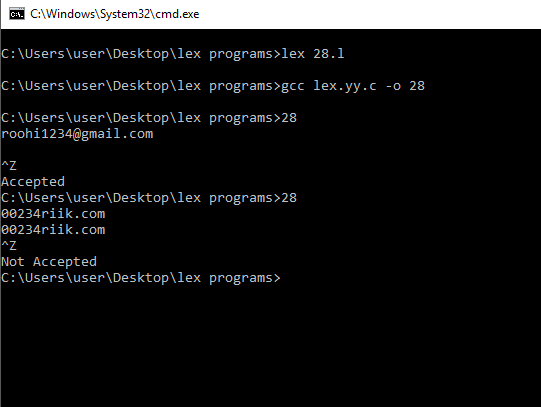 C:\Windows\System32\cmd.exe
C:\Users\user\Desktop\lex programs>lex 28.l
C:\Users\user\Desktop\lex programs>gcc lex.yy.c -o 28
C:\Users\user\Desktop\lex programs>28
roohi1234@gmail.com
^Z
Accepted
C:\Users\user\Desktop\lex programs>28
00234riik.com
00234riik.com
^Z
Not Accepted
C:\Users\user\Desktop\lex programs>